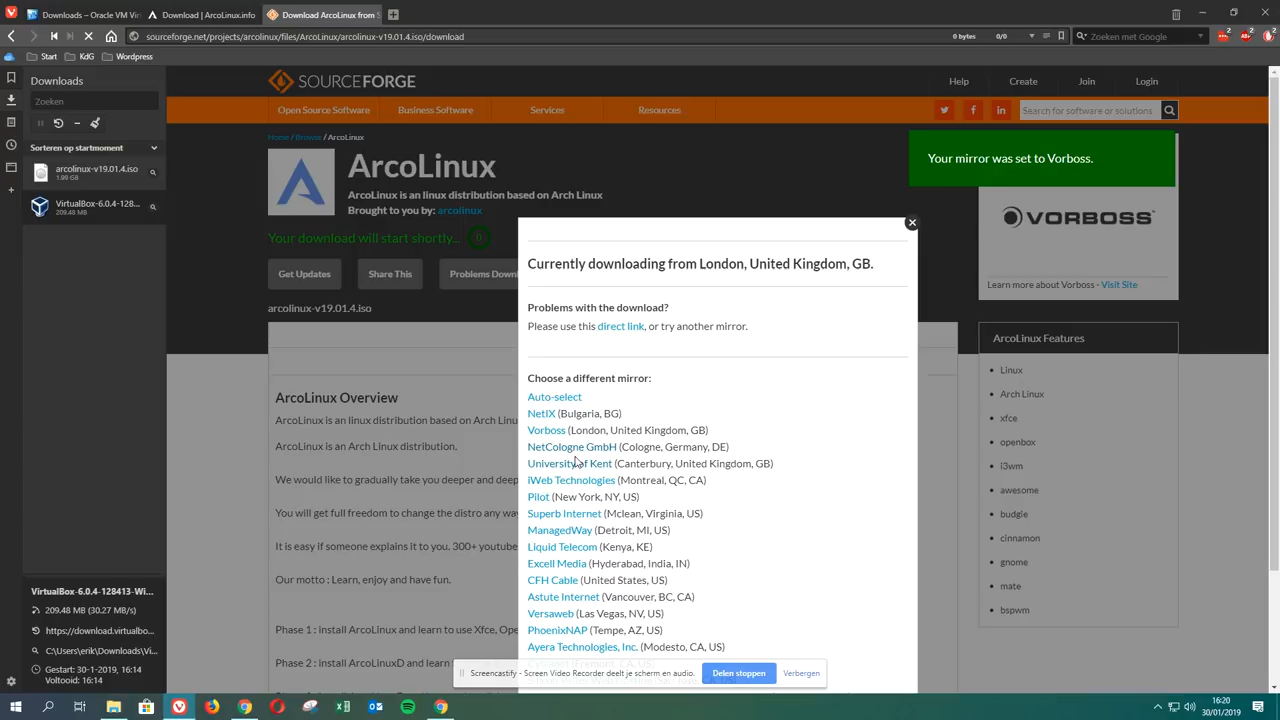 Downloads – Oracle VM Vir
Download | ArcoLinux.info
Download ArcoLinux from S
sourceforge.net/projects/arcolinux/files/Arcolinux/arcolinux-v19.01.4.iso/download
0 bytes
0/0
Zoeken met Google
2
2
Start
KdG
Wordpress
Downloads
Zoeken
Sorteren op startmoment
arcolinux-v19.01.4.iso
1.99 GB
VirtualBox-6.0.4-128...
209.48 MB
SOURCEFORGE
Help
Create
Join
Login
Open Source Software
Business Software
Services
Resources
Search for software or solutions
Home / Browse / ArcoLinux
ArcoLinux
ArcoLinux is an linux distribution based on Arch Linux
Brought to you by: arcolinux
Your download will start shortly... 0
Get Updates
Share This
Problems Down
arcolinux-v19.01.4.iso
Your mirror was set to Vorboss.
VORBOSS
Learn more about Vorboss - Visit Site
ArcoLinux Overview
ArcoLinux is an linux distribution based on Arch Linu
ArcoLinux is an Arch Linux distribution.
We would like to gradually take you deeper and deep
You will get full freedom to change the distro any way
It is easy if someone explains it to you. 300+ youtube
Our motto : Learn, enjoy and have fun.
Phase 1 : install ArcoLinux and learn to use Xfce, Ope
Phase 2 : install ArcoLinuxD and learn
Currently downloading from London, United Kingdom, GB.
Problems with the download?
Please use this direct link, or try another mirror.
Choose a different mirror:
Auto-select
NetIX (Bulgaria, BG)
Vorboss (London, United Kingdom, GB)
NetCologne GmbH (Cologne, Germany, DE)
University of Kent (Canterbury, United Kingdom, GB)
iWeb Technologies (Montreal, QC, CA)
Pilot (New York, NY, US)
Superb Internet (Mclean, Virginia, US)
ManagedWay (Detroit, MI, US)
Liquid Telecom (Kenya, KE)
Excell Media (Hyderabad, India, IN)
CFH Cable (United States, US)
Astute Internet (Vancouver, BC, CA)
Versaweb (Las Vegas, NV, US)
PhoenixNAP (Tempe, AZ, US)
Ayera Technologies, Inc. (Modesto, CA, US)
ArcoLinux Features
Linux
Arch Linux
xfce
openbox
i3wm
awesome
budgie
cinnamon
gnome
mate
bspwm
VirtualBox-6.0.4-128413-Wi...
209.48 MB (30.27 MB/s)
https://download.virtualbo...
C:\Users\erik\Downloads\Vi...
Gestart: 30-1-2019, 16:14
Voltooid: 16:14
Screencastify - Screen Video Recorder deelt je scherm en audio.
Delen stoppen
Verbergen
16:20
30/01/2019